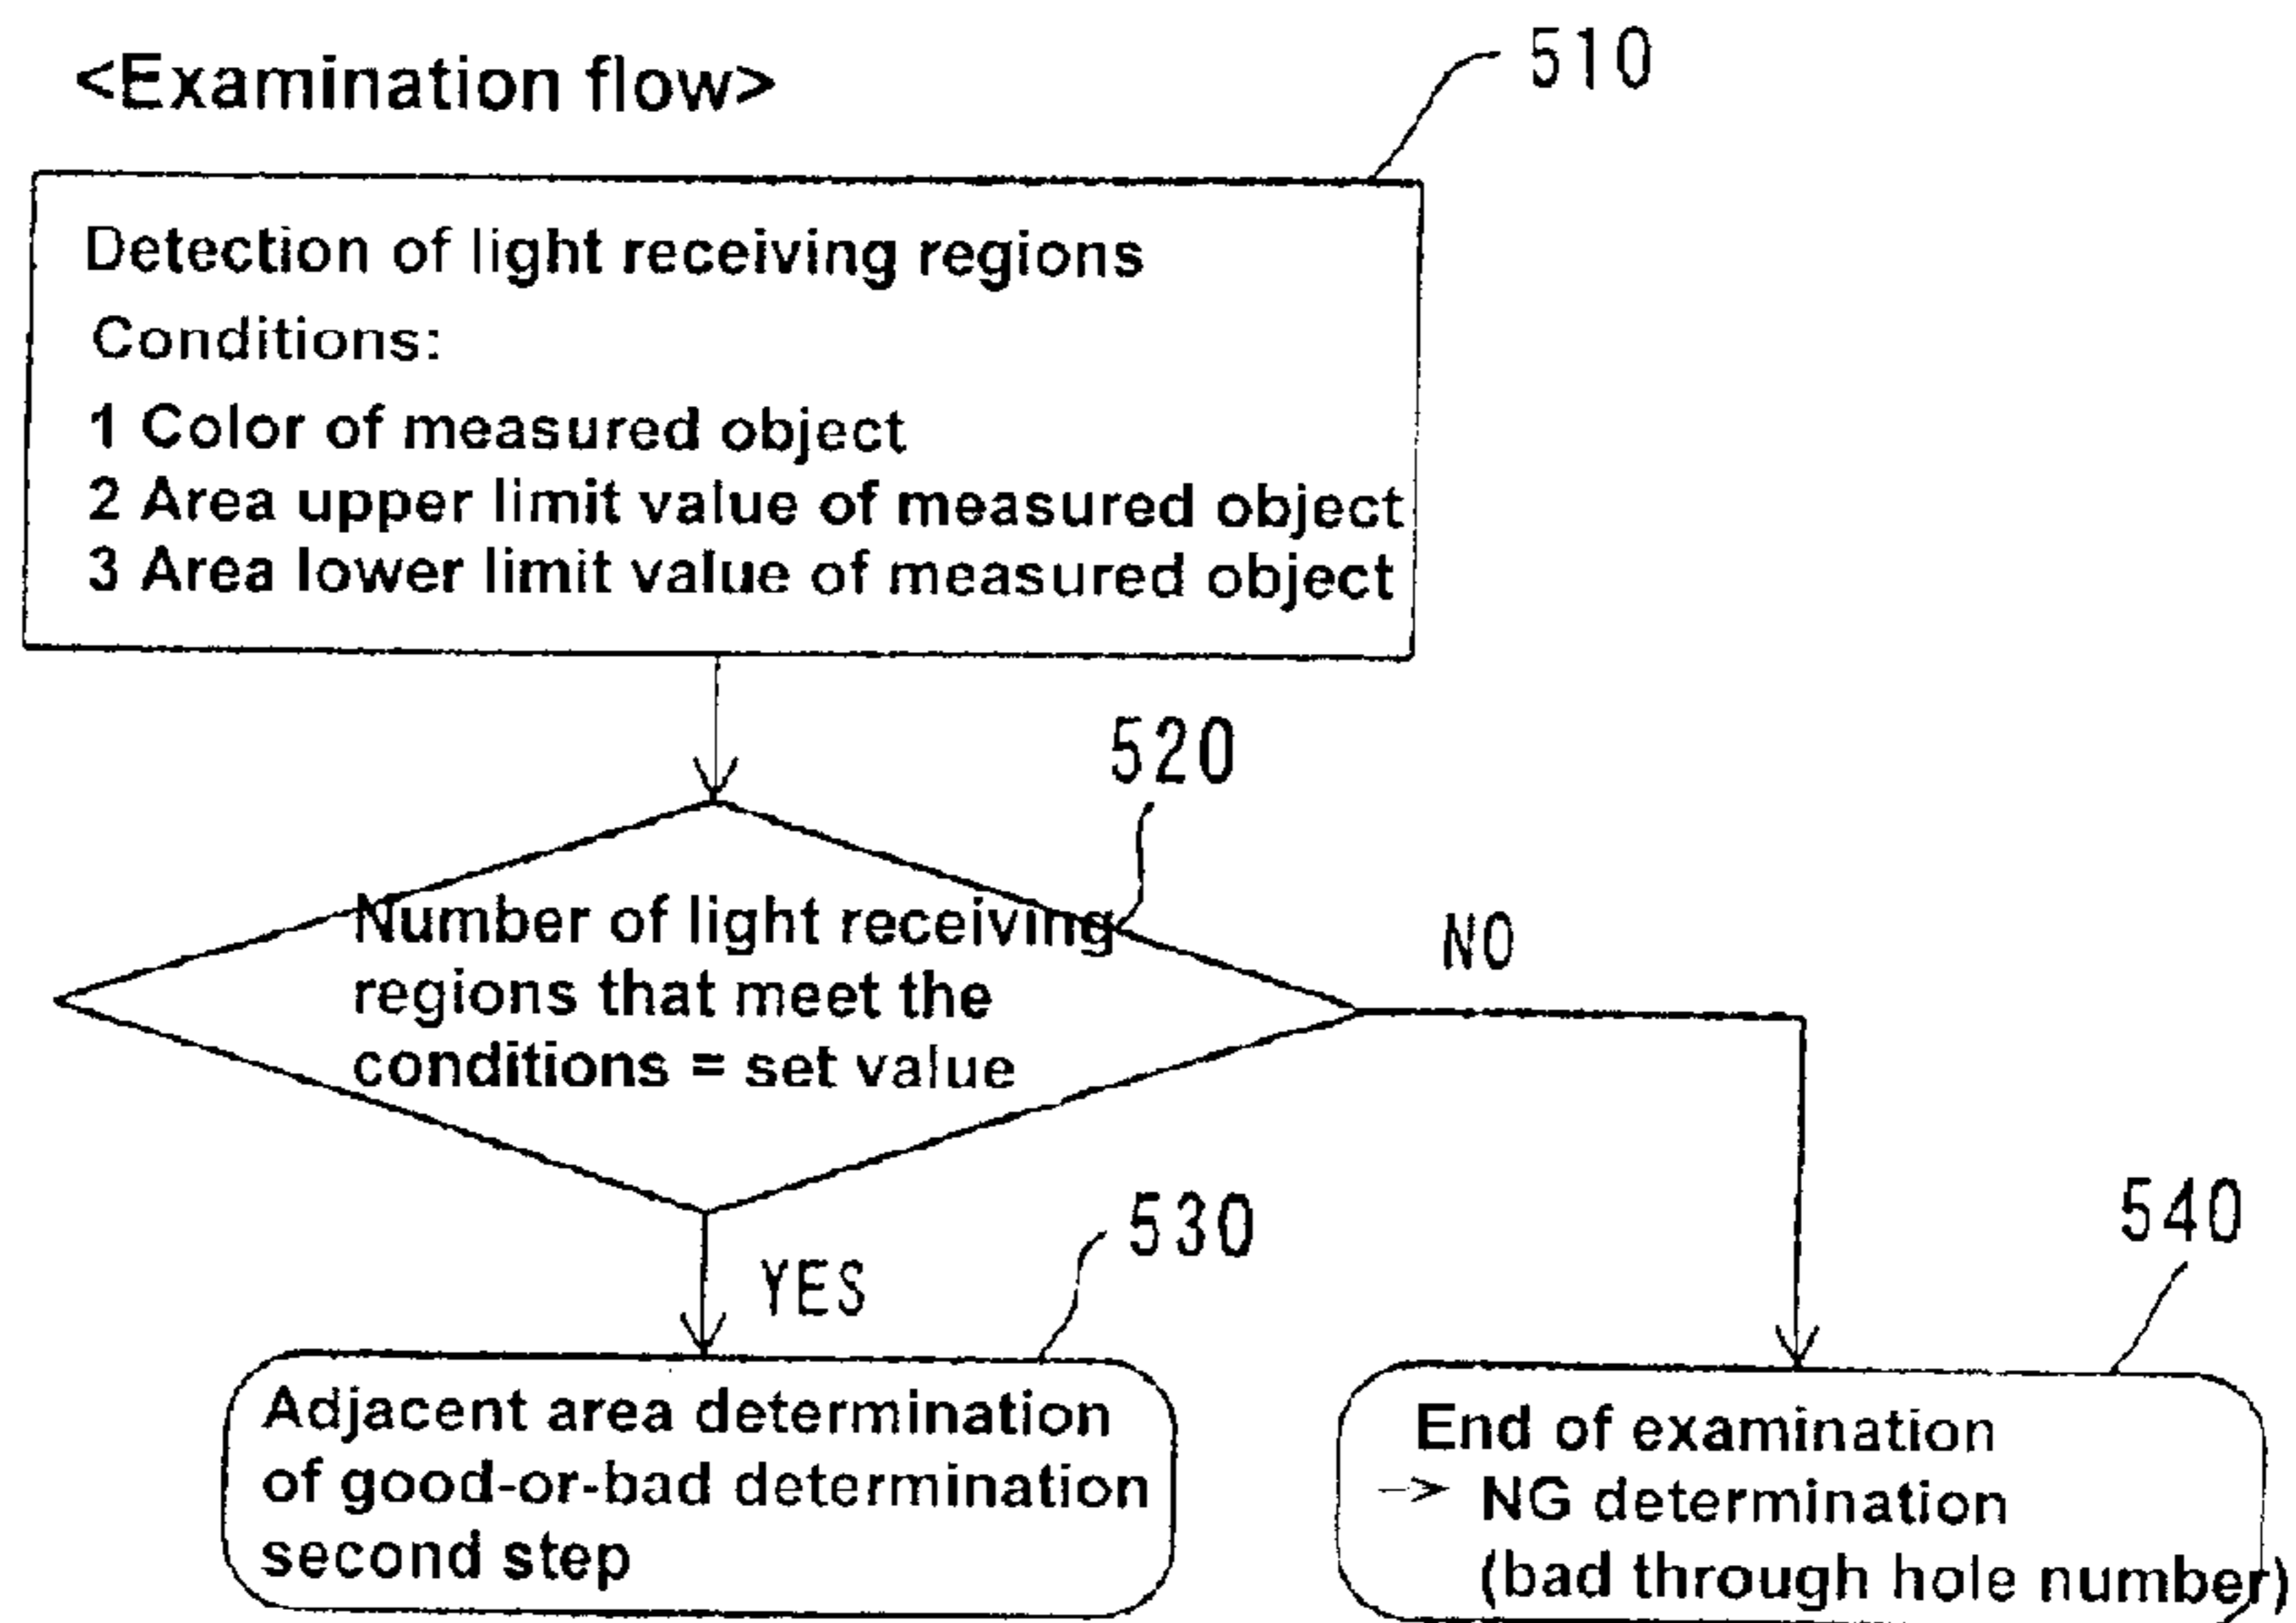 <Examination flow>
510
Detection of light receiving regions
Conditions:
1 Color of measured object
2 Area upper limit value of measured object
3 Area lower limit value of measured object
520
Number of light receiving
regions that meet the
conditions = set value
NO
YES
530
Adjacent area determination
of good-or-bad determination
second step
540
End of examination
-> NG determination
(bad through hole number)